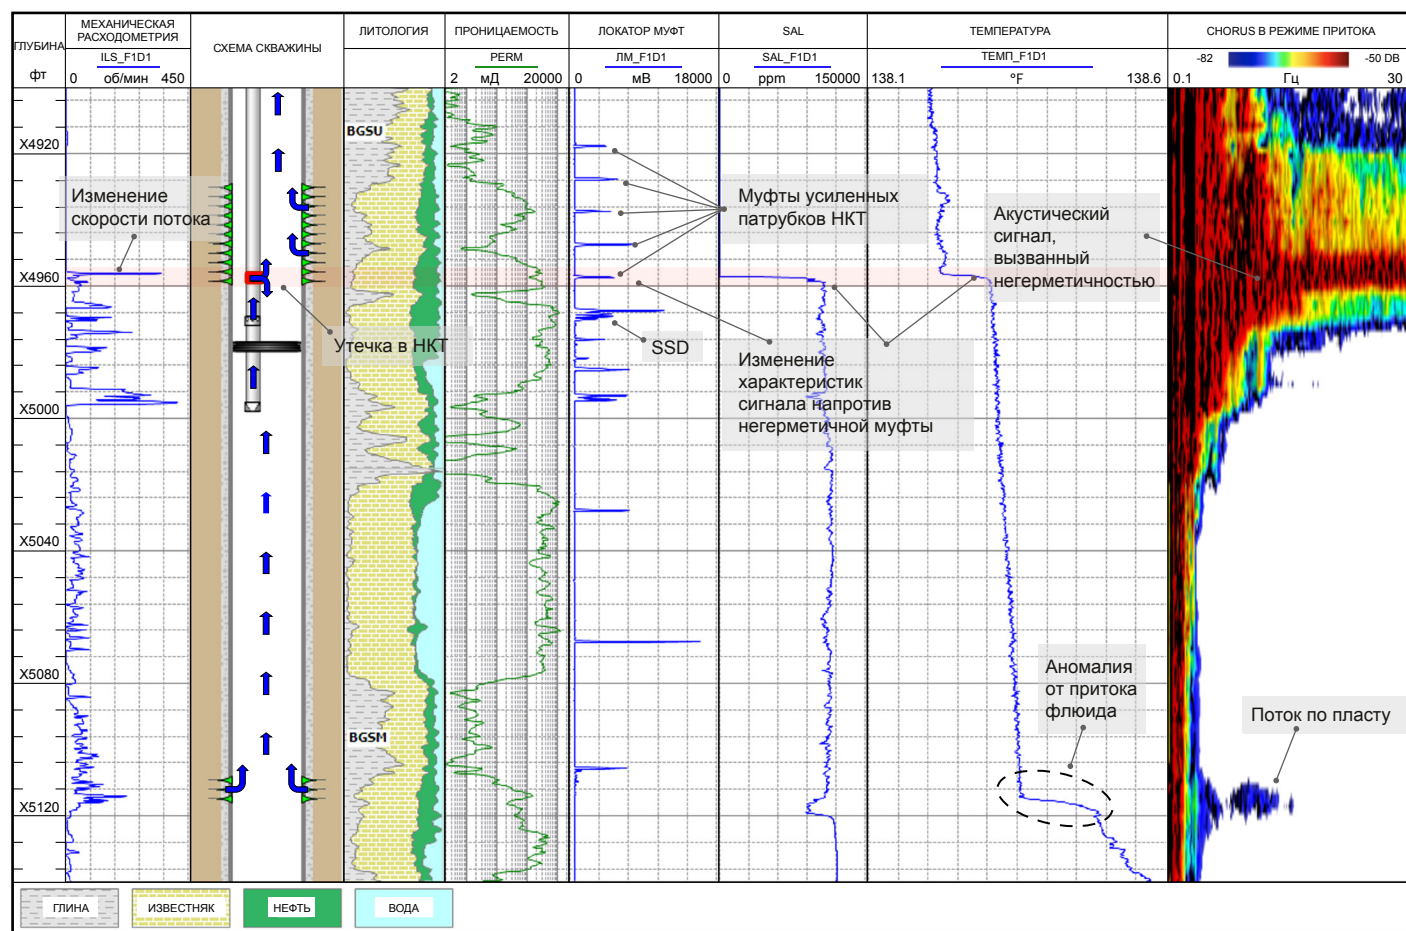 ГЛУБИНА
фт
МЕХАНИЧЕСКАЯ
РАСХОДОМЕТРИЯ
ILS_F1D1
0 об/мин 450
СХЕМА СКВАЖИНЫ
ЛИТОЛОГИЯ
ПРОНИЦАЕМОСТЬ
PERM
2 мД 20000
ЛОКАТОР МУФТ
ЛМ_F1D1
0 мВ 18000
SAL
SAL_F1D1
0 ppm 150000
ТЕМПЕРАТУРА
ТЕМП_F1D1
138.1 °F 138.6
CHORUS В РЕЖИМЕ ПРИТОКА
-82 -50 DB
0.1 Гц 30
X4920
X4960
X5000
X5040
X5080
X5120
BGSU
BGSM
Изменение
скорости потока
Утечка в НКТ
Муфты усиленных
патрубков НКТ
SSD
Изменение
характеристик
сигнала напротив
негерметичной муфты
Акустический
сигнал,
вызванный
негерметичностью
Аномалия
от притока
флюида
Поток по пласту
ГЛИНА
ИЗВЕСТНЯК
НЕФТЬ
ВОДА